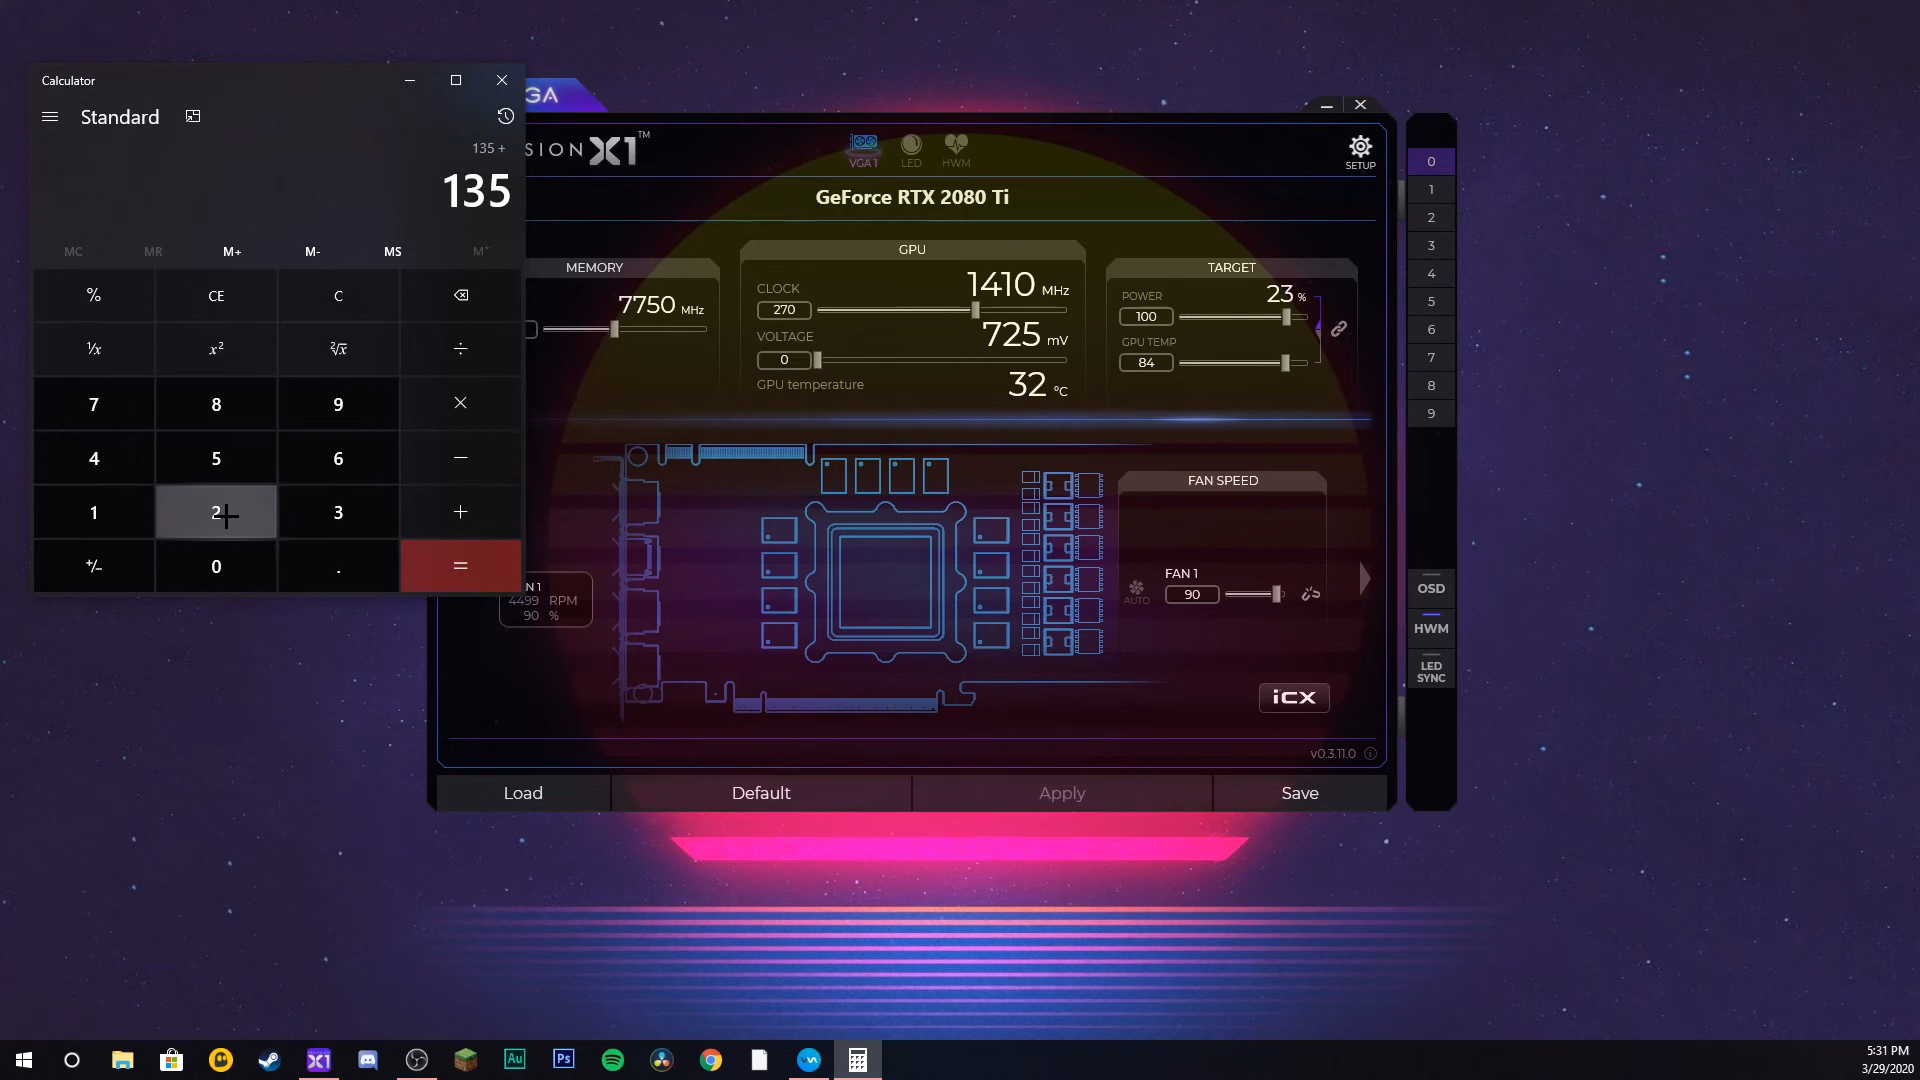 Calculator
Standard
135 +
135
MC MR M+ M- MS
% CE C
⅟x x² ²√x ÷
7 8 9 ×
4 5 6 −
1 2 3 +
+/− 0 . =
GA
SION X1™
VGA 1 LED HWM
SETUP
GeForce RTX 2080 Ti
MEMORY
7750 MHz
GPU
CLOCK 1410 MHz
270
VOLTAGE 725 mV
0
GPU temperature 32 °C
TARGET
POWER 23 %
100
GPU TEMP
84
N 1
4499 RPM
90 %
FAN SPEED
FAN 1
AUTO 90
iCX
v0.3.11.0
Load Default Apply Save
0
1
2
3
4
5
6
7
8
9
OSD
HWM
LED
SYNC
X1 Au Ps
5:31 PM
3/29/2020